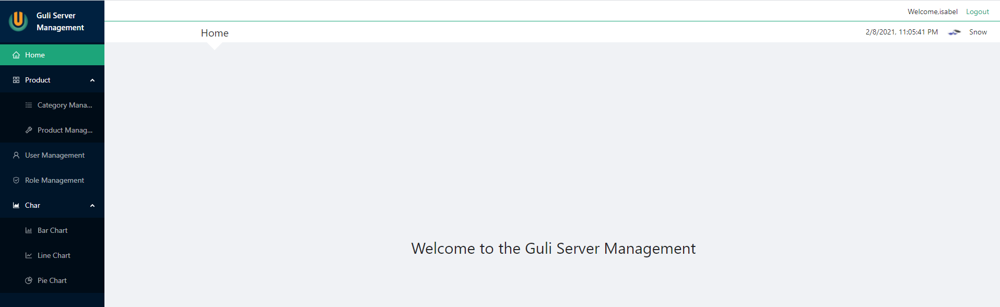 Guli Server
Management
Welcome,isabel Logout
Home
2/8/2021, 11:05:41 PM Snow
Home
Product
Category Mana...
Product Manag...
User Management
Role Management
Char
Bar Chart
Line Chart
Pie Chart
Welcome to the Guli Server Management